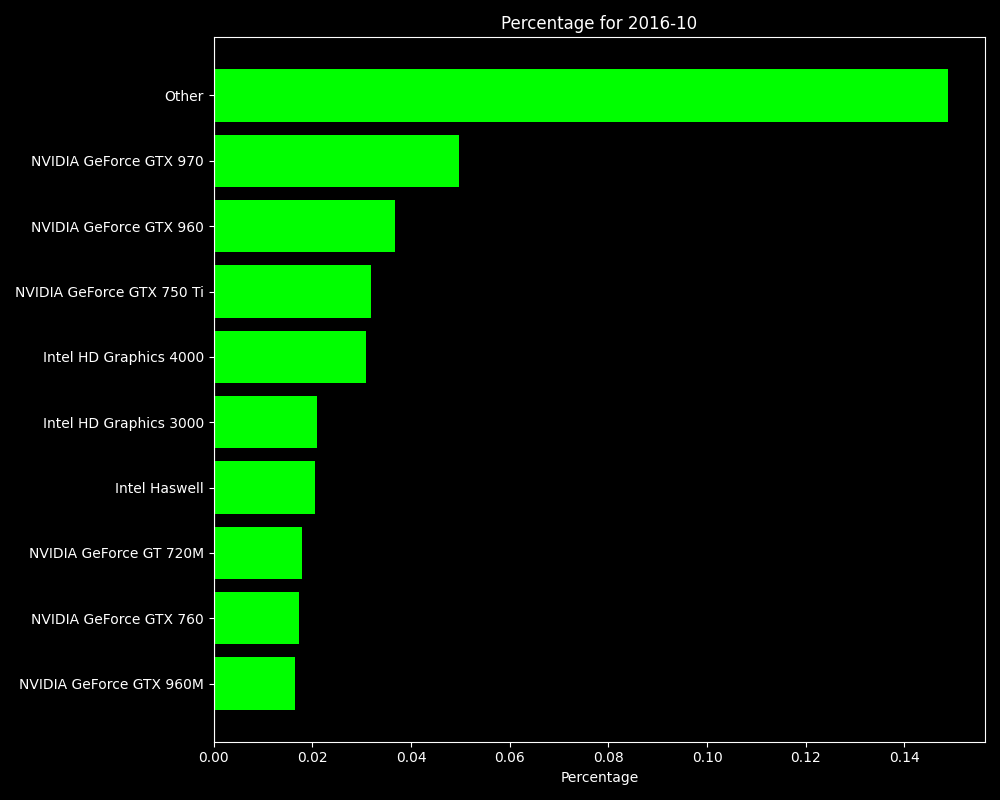 Percentage for 2016-10
Other
NVIDIA GeForce GTX 970
NVIDIA GeForce GTX 960
NVIDIA GeForce GTX 750 Ti
Intel HD Graphics 4000
Intel HD Graphics 3000
Intel Haswell
NVIDIA GeForce GT 720M
NVIDIA GeForce GTX 760
NVIDIA GeForce GTX 960M
0.00 0.02 0.04 0.06 0.08 0.10 0.12 0.14
Percentage